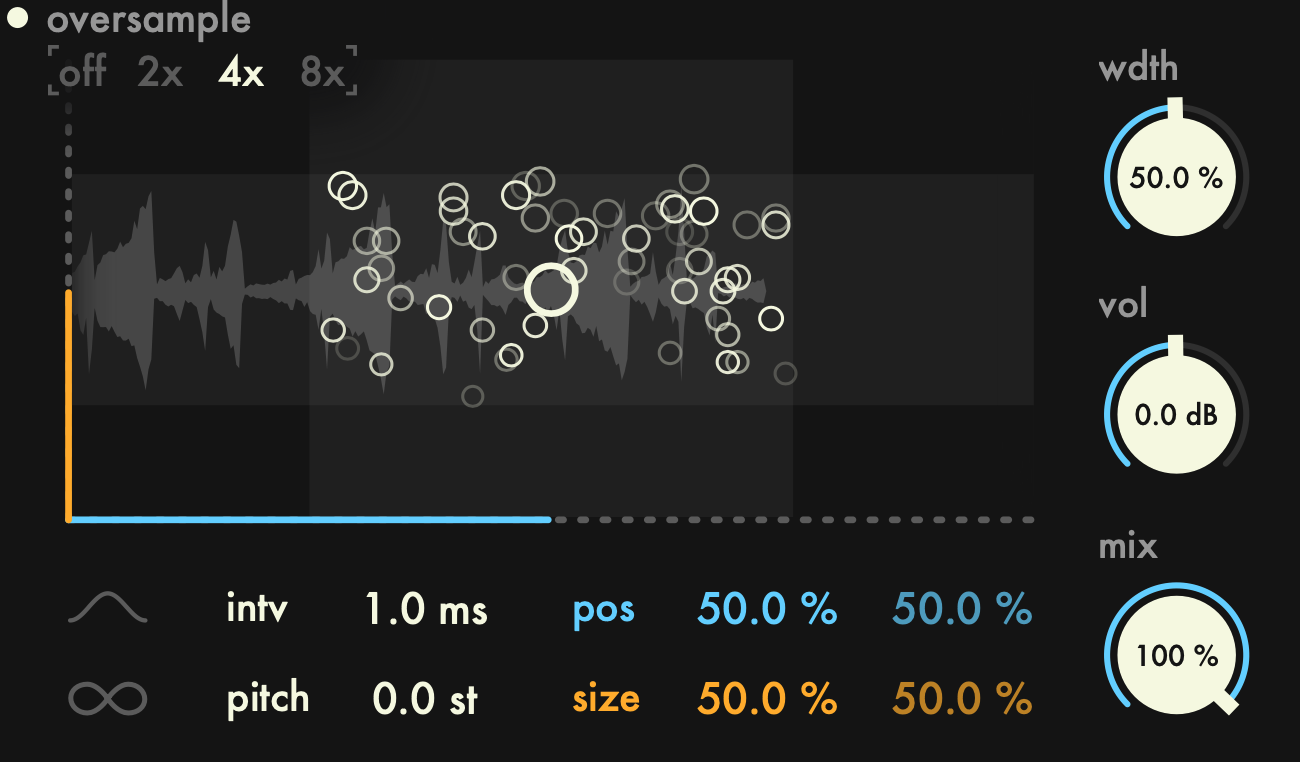 oversample
off 2x 4x 8x
wdth
50.0 %
vol
0.0 dB
mix
100 %
intv 1.0 ms pos 50.0 % 50.0 %
pitch 0.0 st size 50.0 % 50.0 %